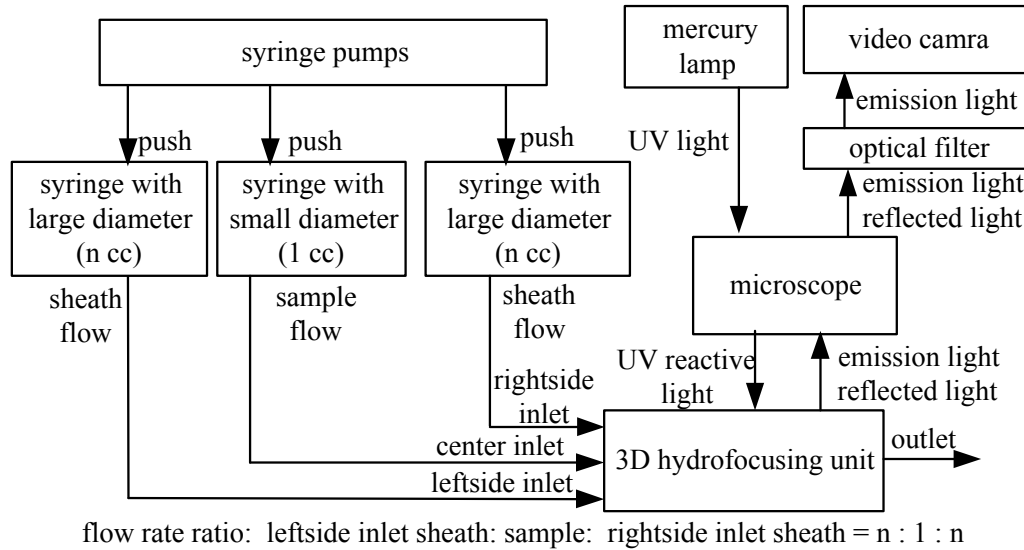 syringe pumps
mercury
lamp
video camra
push
push
push
UV light
emission light
optical filter
emission light
reflected light
syringe with
large diameter
(n cc)
syringe with
small diameter
(1 cc)
syringe with
large diameter
(n cc)
microscope
sheath
flow
sample
flow
sheath
flow
UV reactive
light
emission light
reflected light
rightside
inlet
center inlet
leftside inlet
3D hydrofocusing unit
outlet
flow rate ratio: leftside inlet sheath: sample: rightside inlet sheath = n : 1 : n